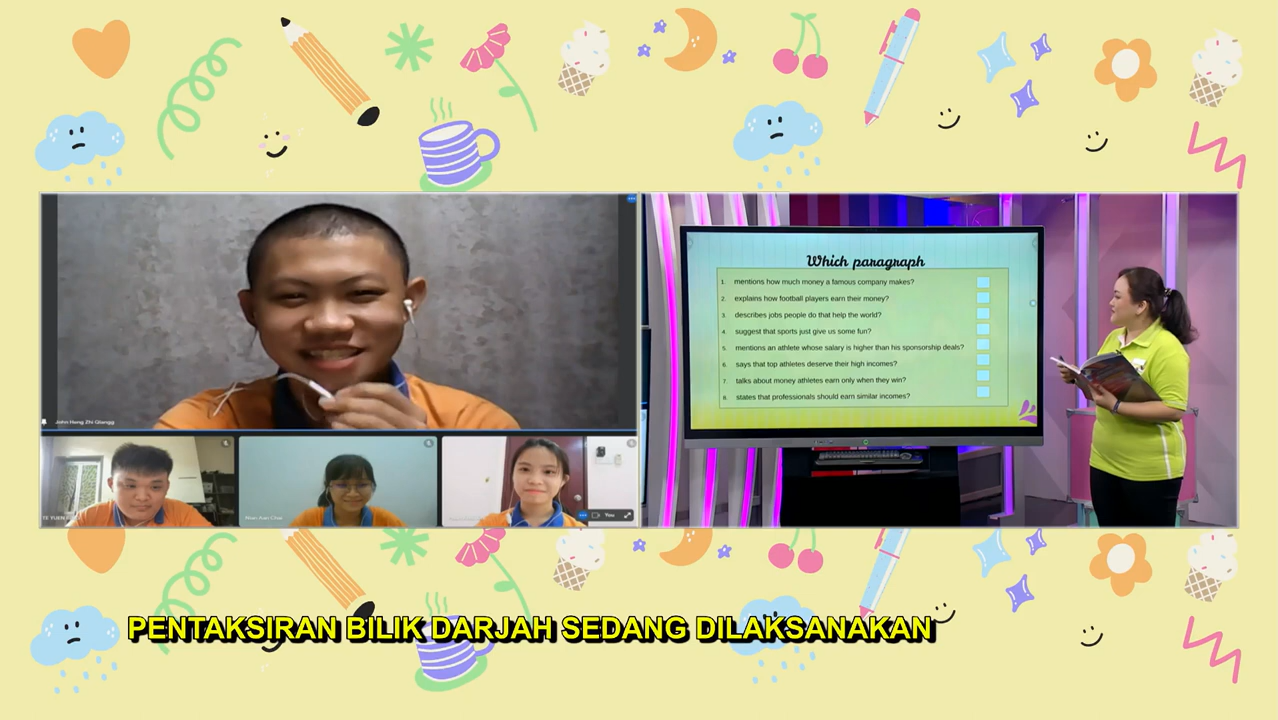 Which paragraph
1. mentions how much money a famous company makes?
2. explains how football players earn their money?
3. describes jobs people do that help the world?
4. suggest that sports just give us some fun?
5. mentions an athlete whose salary is higher than his sponsorship deals?
6. says that top athletes deserve their high incomes?
7. talks about money athletes earn only when they win?
8. states that professionals should earn similar incomes?
You
PENTAKSIRAN BILIK DARJAH SEDANG DILAKSANAKAN